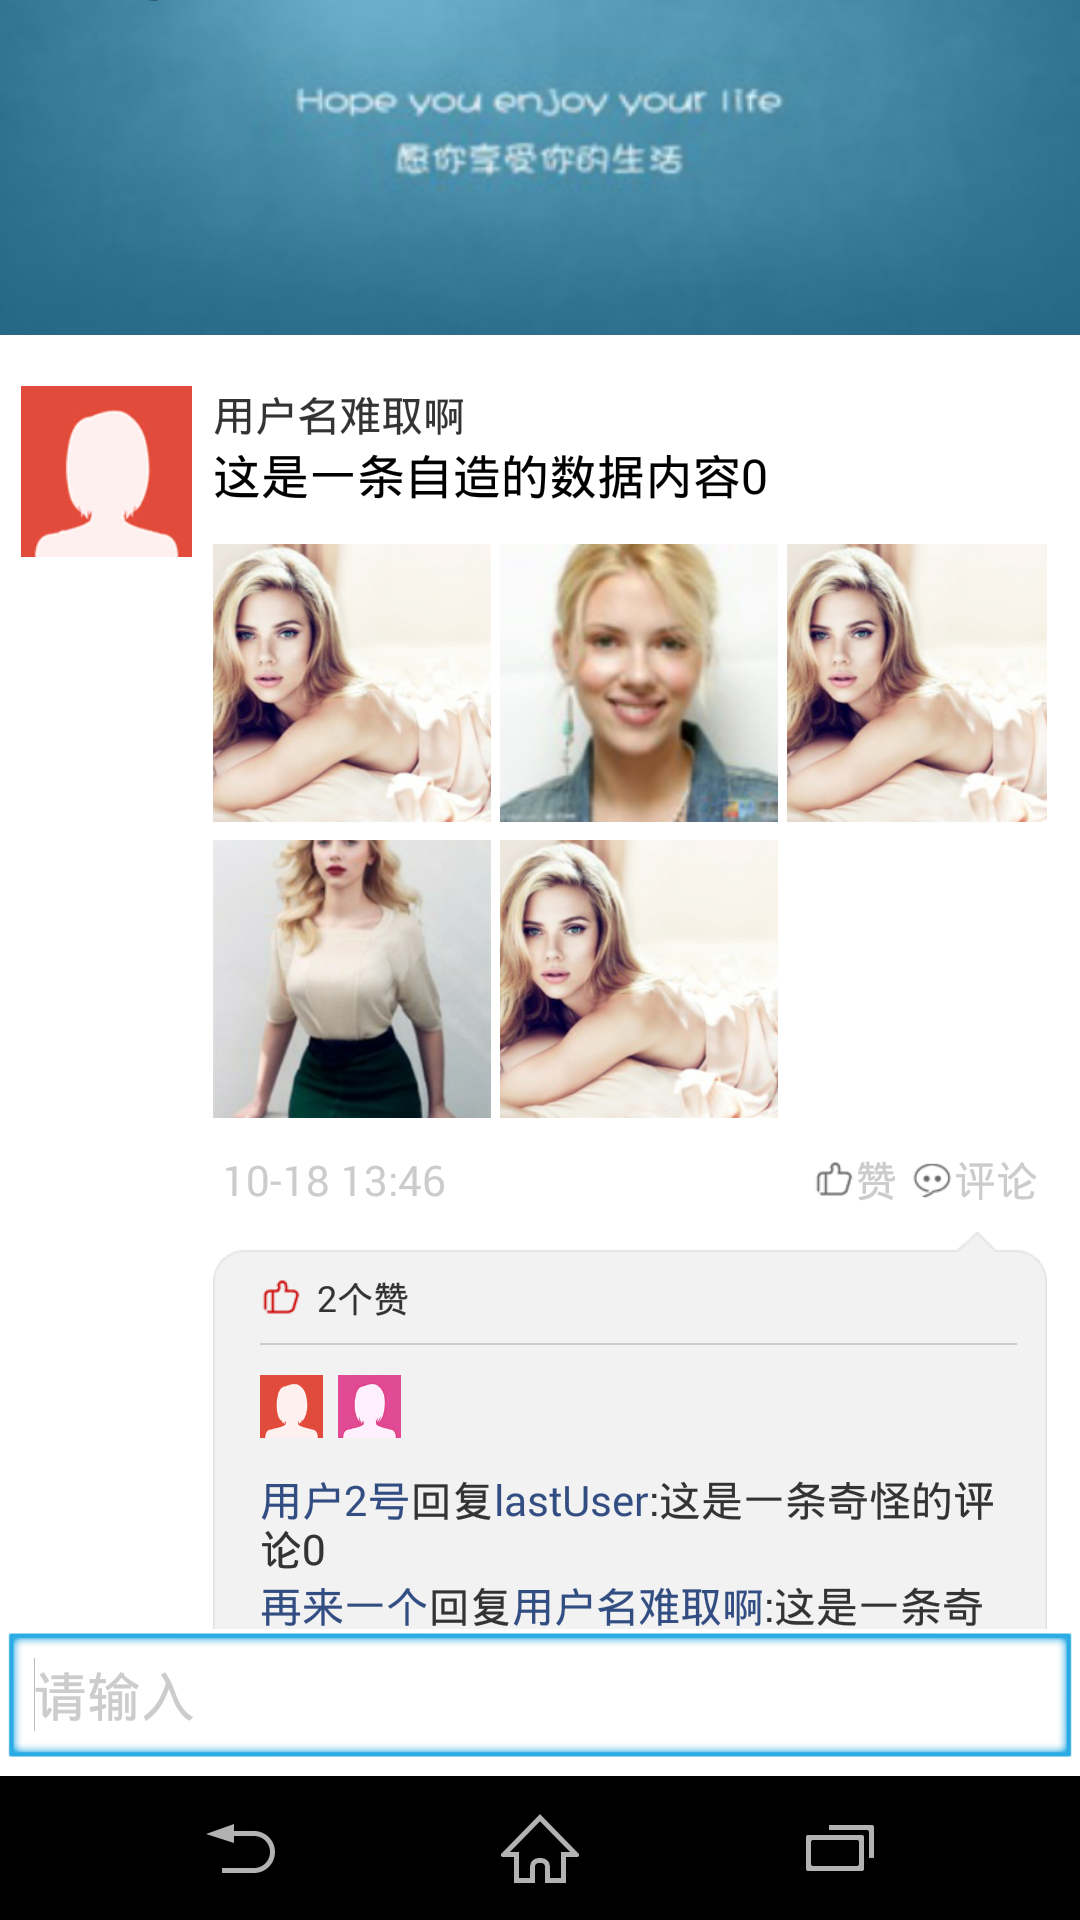 Hope you enjoy your life
愿你享受你的生活
用户名难取啊
这是一条自造的数据内容0
10-18 13:46
赞 评论
2个赞
用户2号回复lastUser:这是一条奇怪的评
论0
再来一个回复用户名难取啊:这是一条奇
请输入